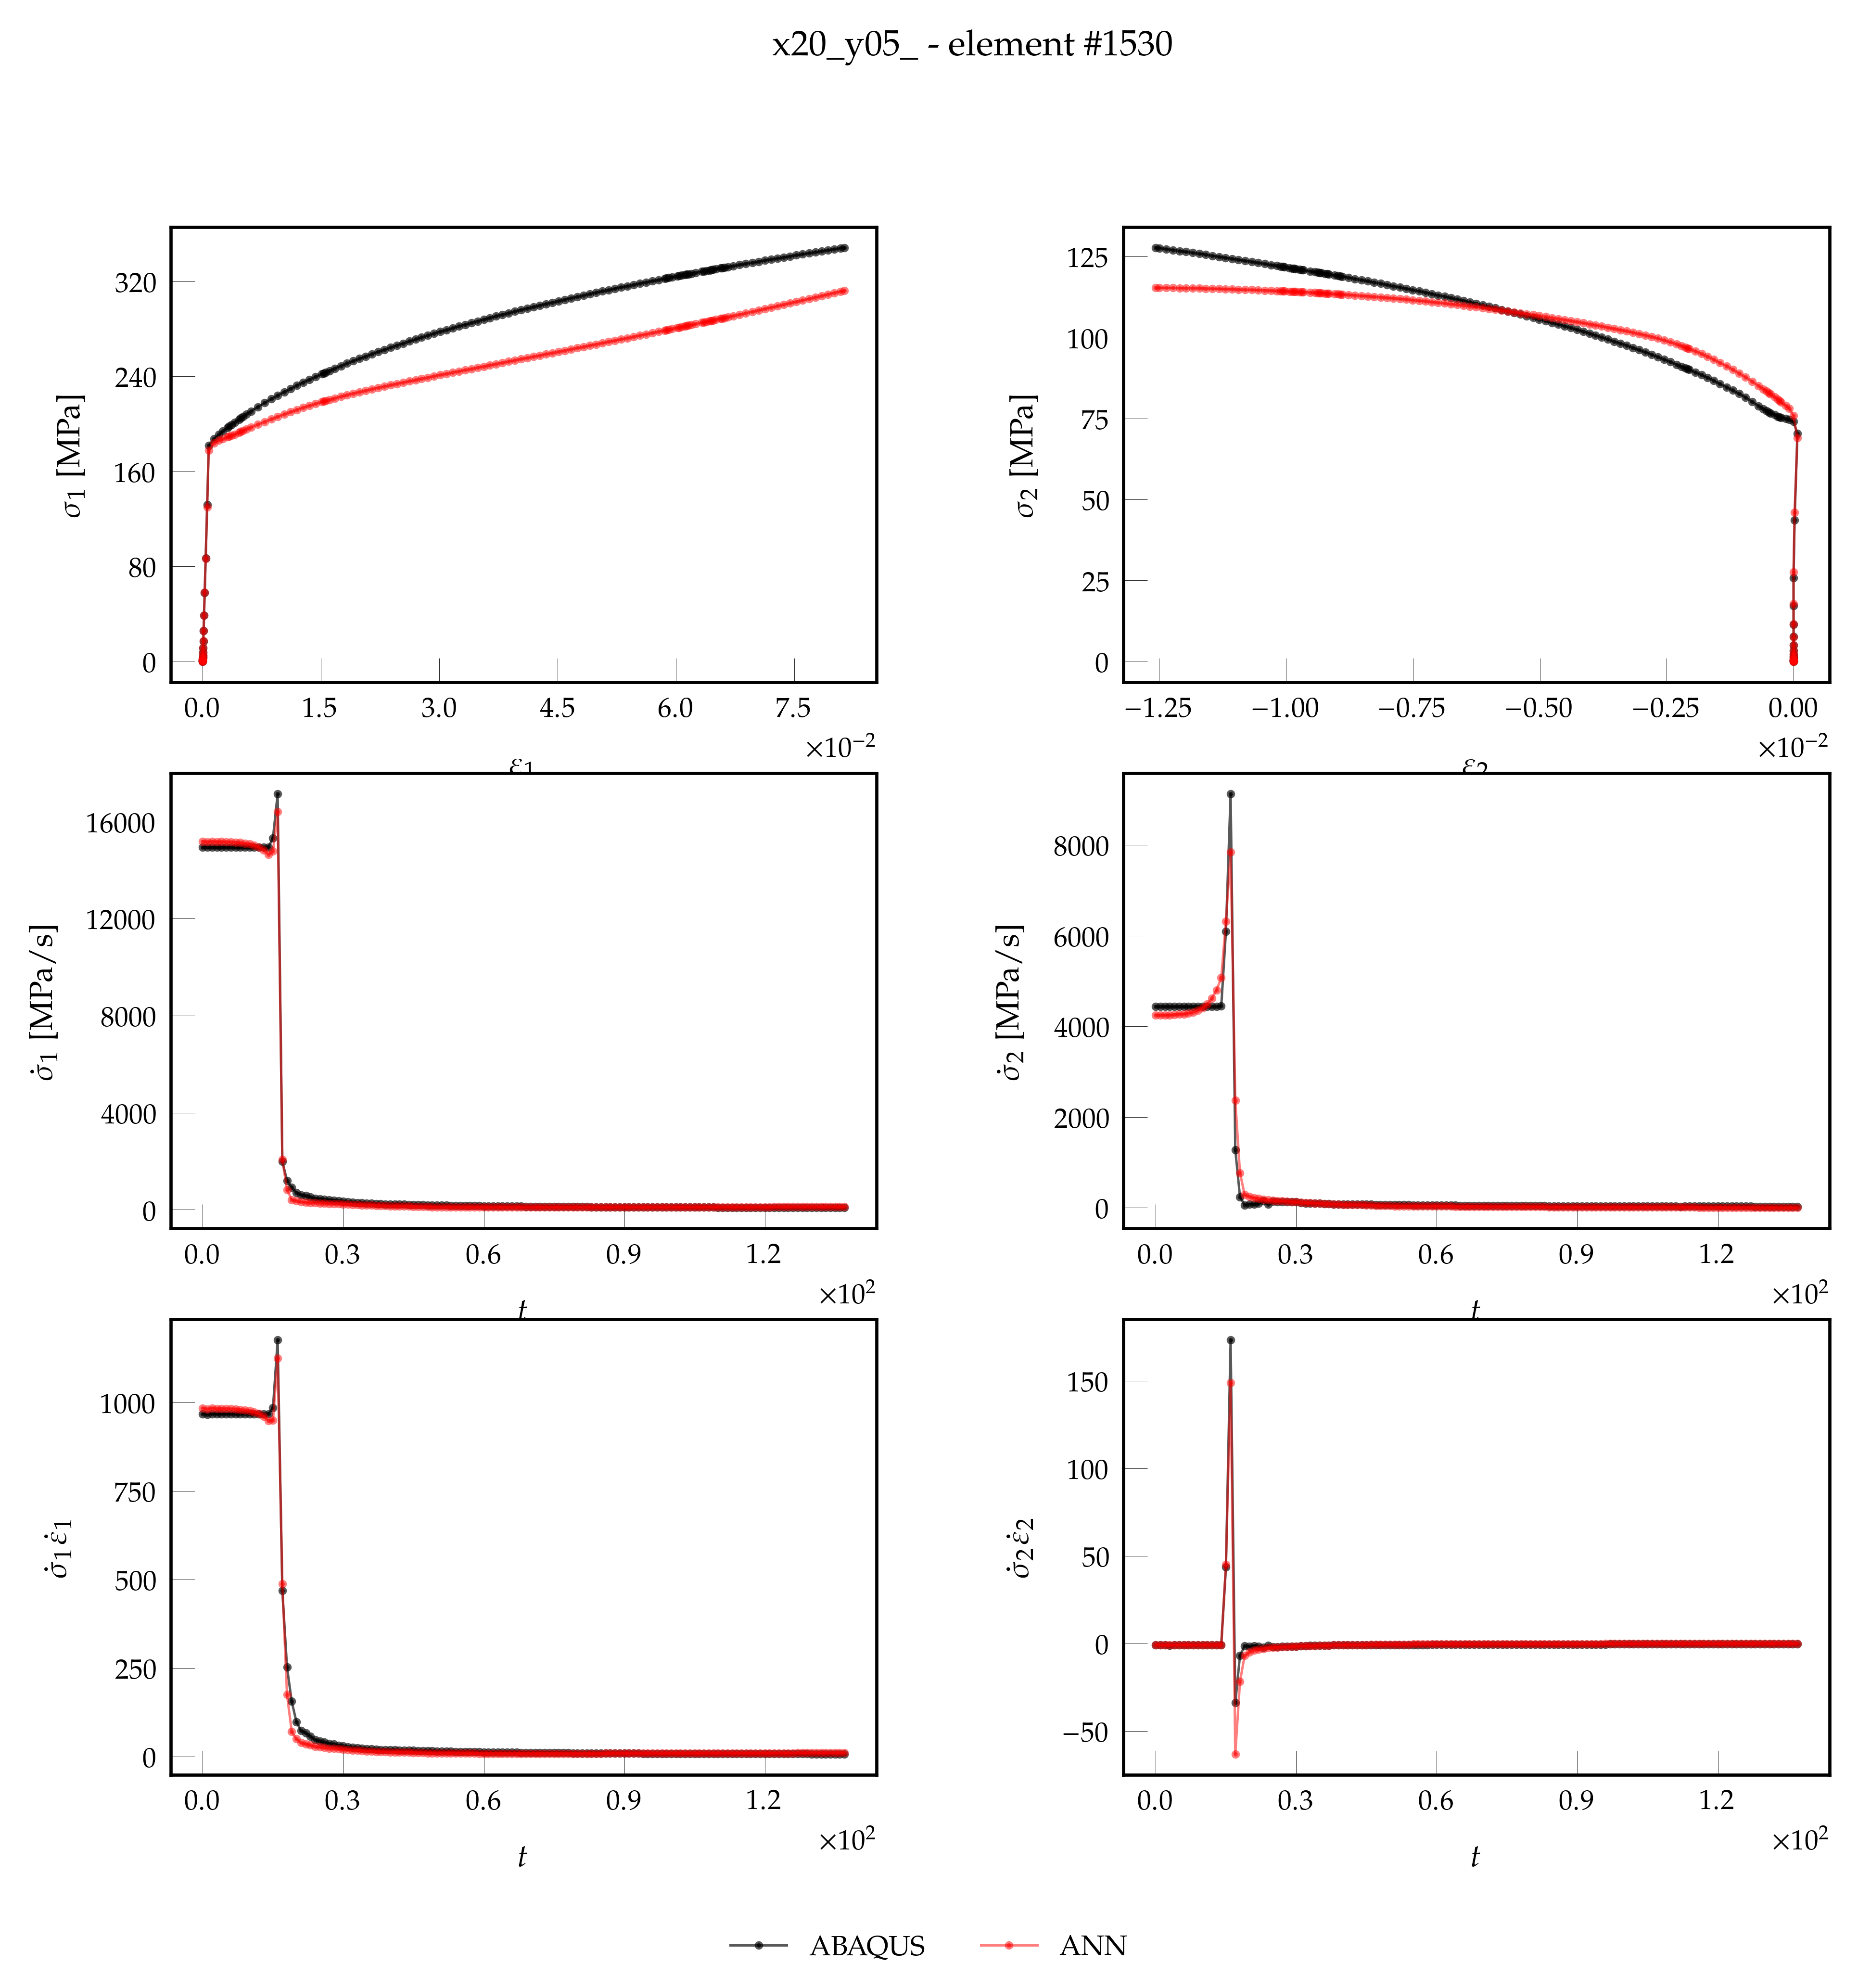 x20_y05_ - element #1530
σ₁ [MPa]
320
240
160
80
0
0.0 1.5 3.0 4.5 6.0 7.5
×10⁻²
ε₁
σ₂ [MPa]
125
100
75
50
25
0
−1.25 −1.00 −0.75 −0.50 −0.25 0.00
×10⁻²
ε₂
σ̇₁ [MPa/s]
16000
12000
8000
4000
0
0.0 0.3 0.6 0.9 1.2
×10²
t
σ̇₂ [MPa/s]
8000
6000
4000
2000
0
0.0 0.3 0.6 0.9 1.2
×10²
t
σ̇₁ε̇₁
1000
750
500
250
0
0.0 0.3 0.6 0.9 1.2
×10²
t
σ̇₂ε̇₂
150
100
50
0
−50
0.0 0.3 0.6 0.9 1.2
×10²
t
ABAQUS ANN